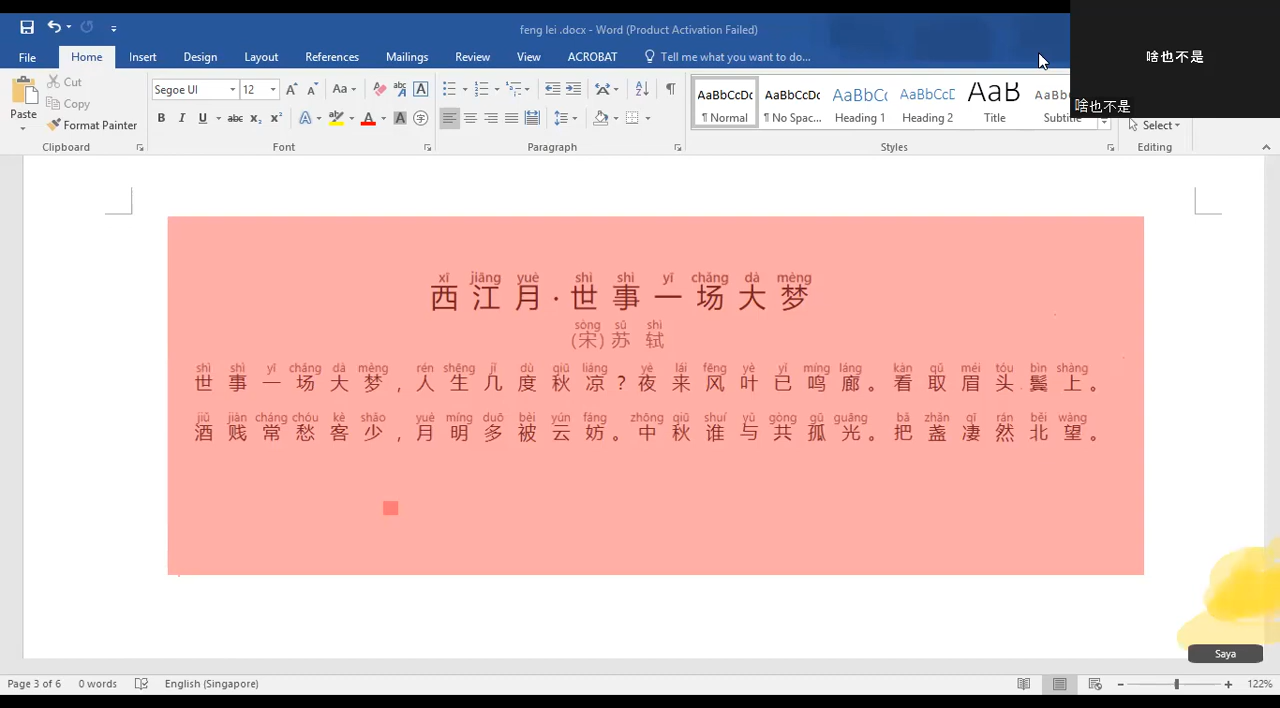 feng lei .docx - Word (Product Activation Failed)
File Home Insert Design Layout References Mailings Review View ACROBAT Tell me what you want to do...
啥也不是
啥也不是
Paste
Cut
Copy
Format Painter
Clipboard
Segoe UI 12
Font
Paragraph
AaBbCcDc AaBbCcDc AaBbCc AaBbCcD AaB
¶ Normal ¶ No Spac... Heading 1 Heading 2 Title Subtitle
Styles
Select
Editing
xī jiāng yuè shì shì yī chǎng dà mèng
西江月·世事一场大梦
sòng sū shì
(宋)苏轼
shì shì yī chǎng dà mèng rén shēng jǐ dù qiū liáng yè lái fēng yè yǐ míng láng kàn qǔ méi tóu bìn shàng
世事一场大梦,人生几度秋凉?夜来风叶已鸣廊。看取眉头鬓上。
jiǔ jiàn cháng chóu kè shǎo yuè míng duō bèi yún fáng zhōng qiū shuí yǔ gòng gū guāng bǎ zhǎn qī rán běi wàng
酒贱常愁客少,月明多被云妨。中秋谁与共孤光。把盏凄然北望。
Saya
Page 3 of 6 0 words English (Singapore) 122%